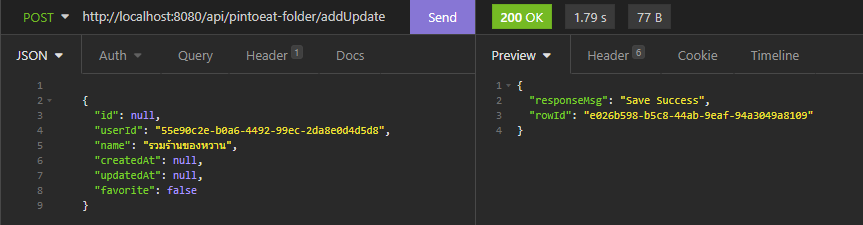 POST http://localhost:8080/api/pintoeat-folder/addUpdate Send 200 OK 1.79 s 77 B
JSON Auth Query Header 1 Docs Preview Header 6 Cookie Timeline
1
2 {
3 "id": null,
4 "userId": "55e90c2e-b0a6-4492-99ec-2da8e0d4d5d8",
5 "name": "รวมร้านของหวาน",
6 "createdAt": null,
7 "updatedAt": null,
8 "favorite": false
9 }
1 {
2 "responseMsg": "Save Success",
3 "rowId": "e026b598-b5c8-44ab-9eaf-94a3049a8109"
4 }